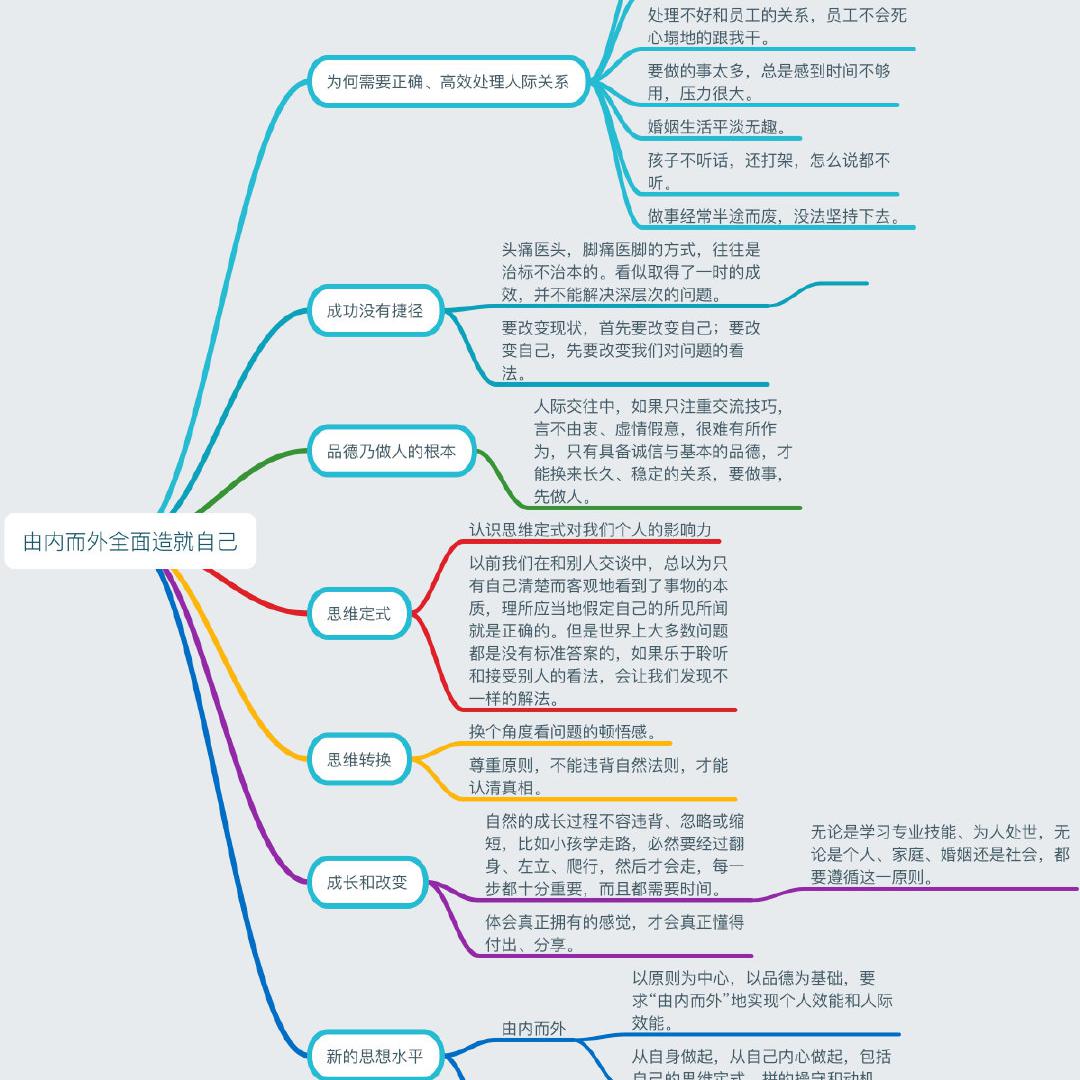 处理不好和员工的关系，员工不会死
心塌地的跟我干。
为何需要正确、高效处理人际关系
要做的事太多，总是感到时间不够
用，压力很大。
婚姻生活平淡无趣。
孩子不听话，还打架，怎么说都不
听。
做事经常半途而废，没法坚持下去。
头痛医头，脚痛医脚的方式，往往是
治标不治本的。看似取得了一时的成
效，并不能解决深层次的问题。
成功没有捷径
要改变现状，首先要改变自己；要改
变自己，先要改变我们对问题的看
法。
人际交往中，如果只注重交流技巧，
言不由衷、虚情假意，很难有所作
为，只有具备诚信与基本的品德，才
能换来长久、稳定的关系，要做事，
先做人。
品德乃做人的根本
由内而外全面造就自己
认识思维定式对我们个人的影响力
以前我们在和别人交谈中，总以为只
有自己清楚而客观地看到了事物的本
质，理所应当地假定自己的所见所闻
就是正确的。但是世界上大多数问题
都是没有标准答案的，如果乐于聆听
和接受别人的看法，会让我们发现不
一样的解法。
思维定式
换个角度看问题的顿悟感。
思维转换
尊重原则，不能违背自然法则，才能
认清真相。
自然的成长过程不容违背、忽略或缩
短，比如小孩学走路，必然要经过翻
身、左立、爬行，然后才会走，每一
步都十分重要，而且都需要时间。
无论是学习专业技能、为人处世，无
论是个人、家庭、婚姻还是社会，都
要遵循这一原则。
成长和改变
体会真正拥有的感觉，才会真正懂得
付出、分享。
以原则为中心，以品德为基础，要
求“由内而外”地实现个人效能和人际
效能。
由内而外
新的思想水平
从自身做起，从自己内心做起，包括
自己的思维定式、拼的操守和动机